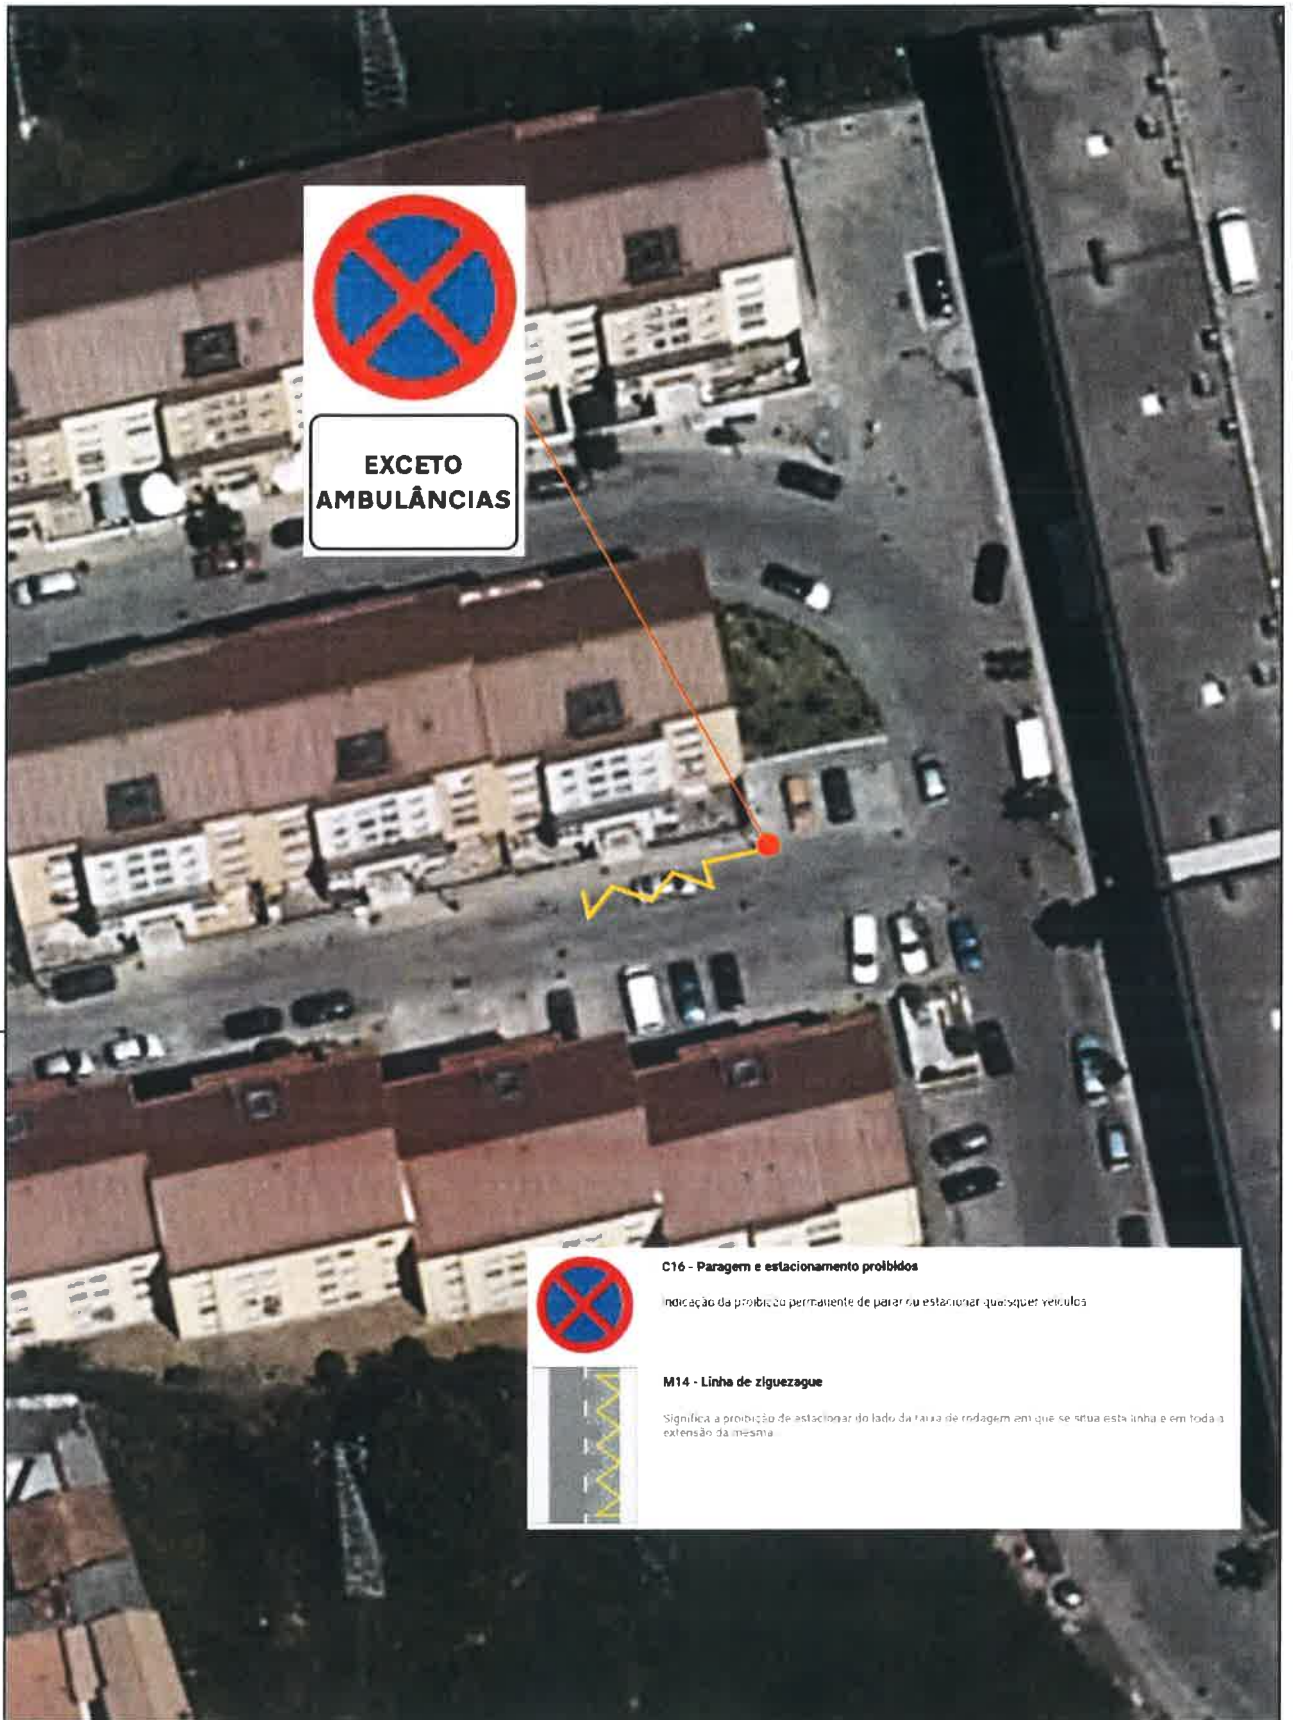 EXCETO
AMBULÂNCIAS
C16 - Paragem e estacionamento proibidos
Indicação da proibição permanente de parar ou estacionar quaisquer veículos
M14 - Linha de ziguezague
Significa a proibição de estacionar do lado da faixa de rodagem em que se situa esta linha e em toda a
extensão da mesma